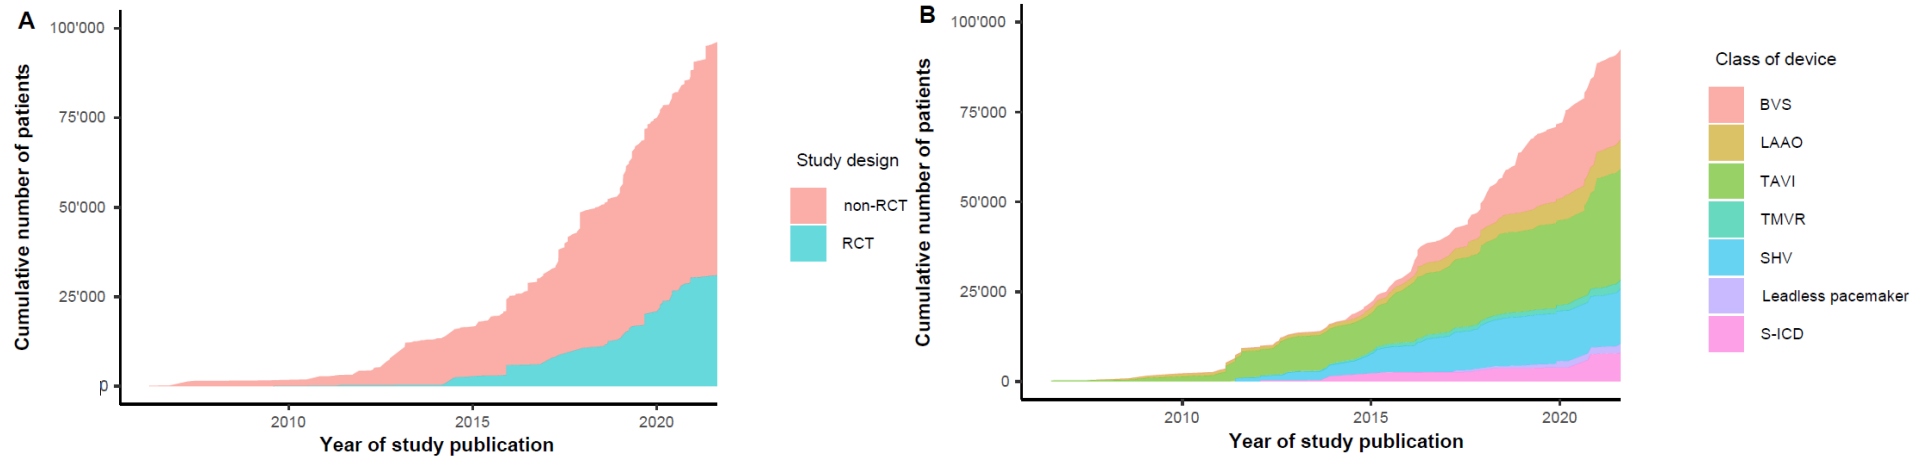 A
Cumulative number of patients
100'000
75'000
50'000
25'000
0
2010
2015
2020
Year of study publication
Study design
non-RCT
RCT
B
Cumulative number of patients
100'000
75'000
50'000
25'000
0
2010
2015
2020
Year of study publication
Class of device
BVS
LAAO
TAVI
TMVR
SHV
Leadless pacemaker
S-ICD